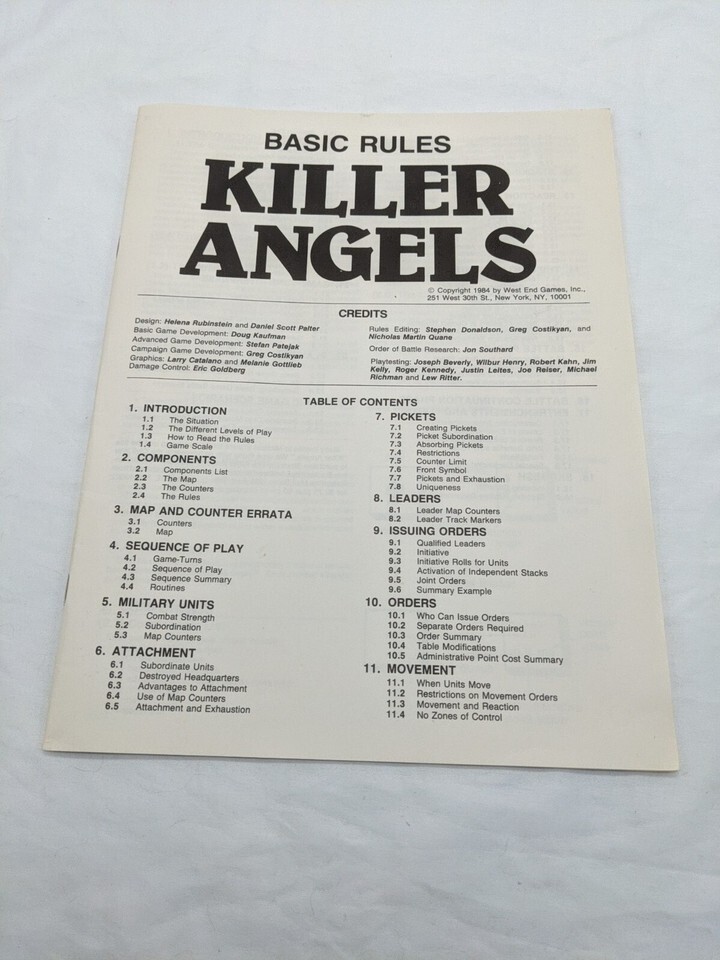 BASIC RULES
KILLER
ANGELS
© Copyright 1984 by West End Games, Inc.,
251 West 30th St., New York, NY, 10001
CREDITS
Design: Helena Rubinstein and Daniel Scott Palter
Basic Game Development: Doug Kaufman
Advanced Game Development: Stefan Patejak
Campaign Game Development: Greg Costikyan
Graphics: Larry Catalano and Melanie Gottlieb
Damage Control: Eric Goldberg
Rules Editing: Stephen Donaldson, Greg Costikyan, and
Nicholas Martin Quane
Order of Battle Research: Jon Southard
Playtesting: Joseph Beverly, Wilbur Henry, Robert Kahn, Jim
Kelly, Roger Kennedy, Justin Leites, Joe Reiser, Michael
Richman and Lew Ritter.
TABLE OF CONTENTS
1. INTRODUCTION
1.1 The Situation
1.2 The Different Levels of Play
1.3 How to Read the Rules
1.4 Game Scale
2. COMPONENTS
2.1 Components List
2.2 The Map
2.3 The Counters
2.4 The Rules
3. MAP AND COUNTER ERRATA
3.1 Counters
3.2 Map
4. SEQUENCE OF PLAY
4.1 Game-Turns
4.2 Sequence of Play
4.3 Sequence Summary
4.4 Routines
5. MILITARY UNITS
5.1 Combat Strength
5.2 Subordination
5.3 Map Counters
6. ATTACHMENT
6.1 Subordinate Units
6.2 Destroyed Headquarters
6.3 Advantages to Attachment
6.4 Use of Map Counters
6.5 Attachment and Exhaustion
7. PICKETS
7.1 Creating Pickets
7.2 Picket Subordination
7.3 Absorbing Pickets
7.4 Restrictions
7.5 Counter Limit
7.6 Front Symbol
7.7 Pickets and Exhaustion
7.8 Uniqueness
8. LEADERS
8.1 Leader Map Counters
8.2 Leader Track Markers
9. ISSUING ORDERS
9.1 Qualified Leaders
9.2 Initiative
9.3 Initiative Rolls for Units
9.4 Activation of Independent Stacks
9.5 Joint Orders
9.6 Summary Example
10. ORDERS
10.1 Who Can Issue Orders
10.2 Separate Orders Required
10.3 Order Summary
10.4 Table Modifications
10.5 Administrative Point Cost Summary
11. MOVEMENT
11.1 When Units Move
11.2 Restrictions on Movement Orders
11.3 Movement and Reaction
11.4 No Zones of Control